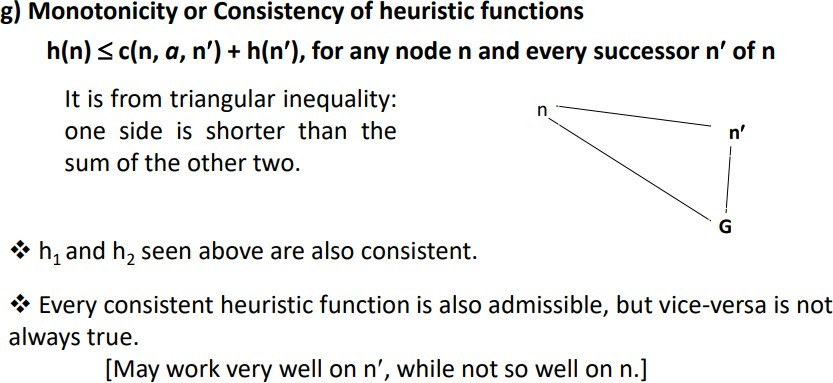 g) Monotonicity or Consistency of heuristic functions
h(n) ≤ c(n, a, n′) + h(n′), for any node n and every successor n′ of n
It is from triangular inequality:
one side is shorter than the
sum of the other two.
n
n′
G
❖ h₁ and h₂ seen above are also consistent.
❖ Every consistent heuristic function is also admissible, but vice-versa is not
always true.
[May work very well on n′, while not so well on n.]